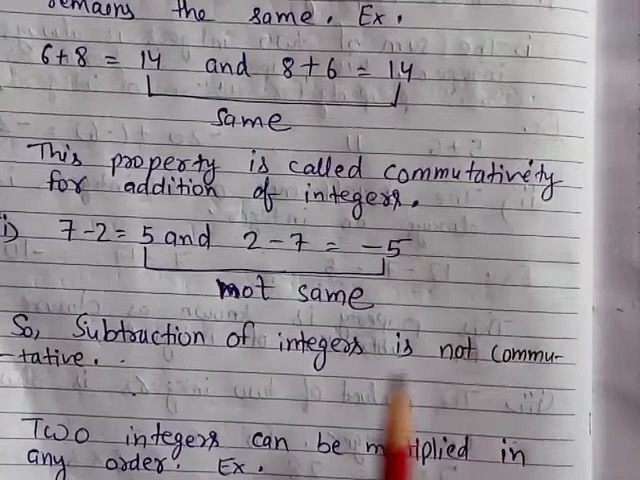 remains the same. Ex.
6+8 = 14 and 8+6 = 14
same
This property is called commutativity
for addition of integers.
i) 7-2 = 5 and 2-7 = -5
not same
So, Subtraction of integers is not commu-
-tative.
Two integers can be multiplied in
any order. Ex.